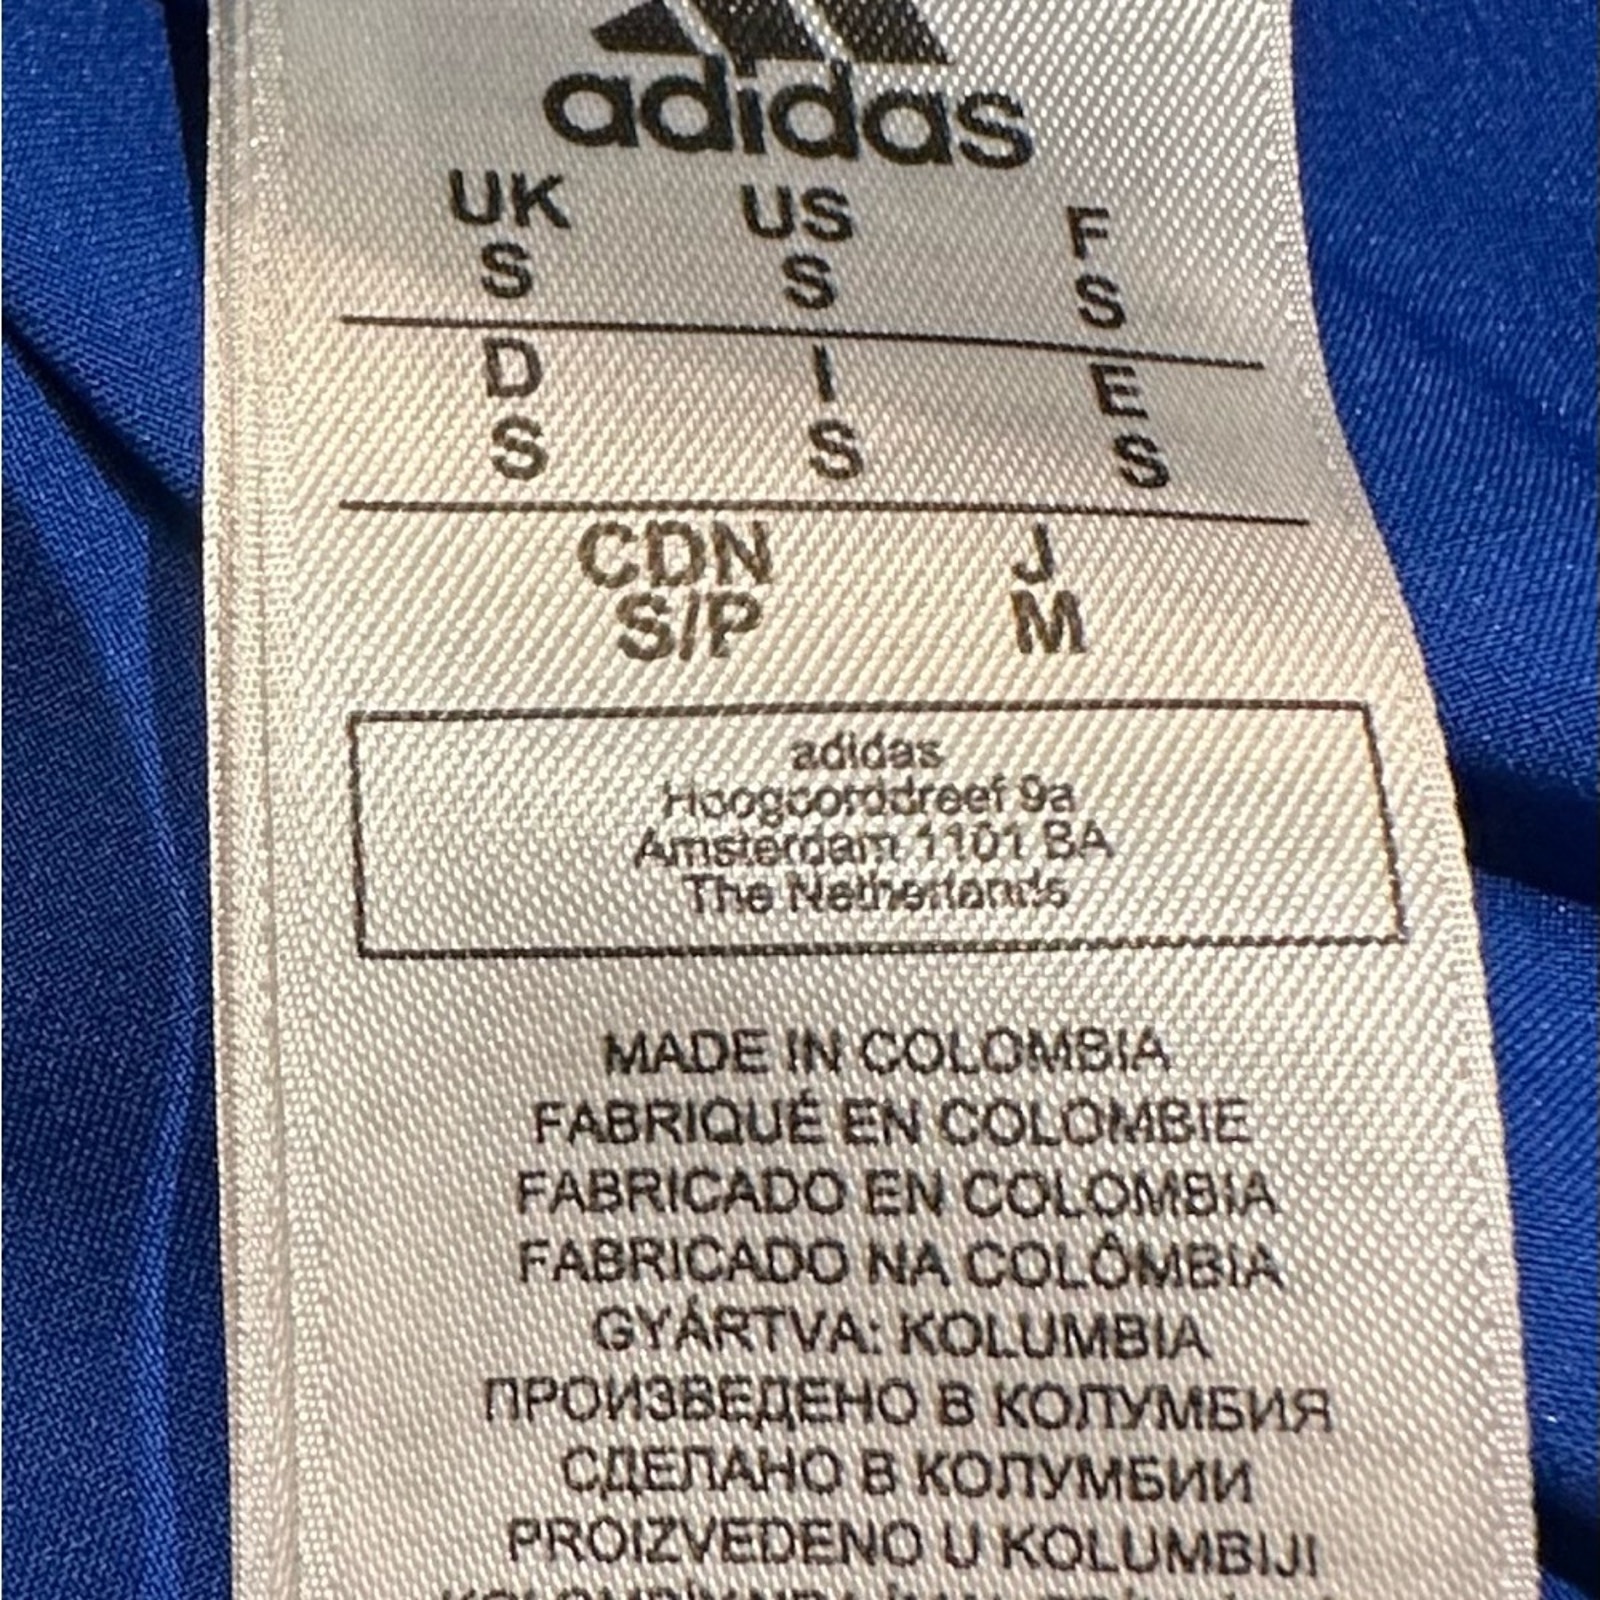 adidas
UK US F
S S S
D I E
S S S
CDN J
S/P M
adidas
Hoogoorddreef 9a
Amsterdam 1101 BA
The Netherlands
MADE IN COLOMBIA
FABRIQUÉ EN COLOMBIE
FABRICADO EN COLOMBIA
FABRICADO NA COLÔMBIA
GYÁRTVA: KOLUMBIA
ПРОИЗВЕДЕНО В КОЛУМБИЯ
СДЕЛАНО В КОЛУМБИИ
PROIZVEDENO U KOLUMBIJI